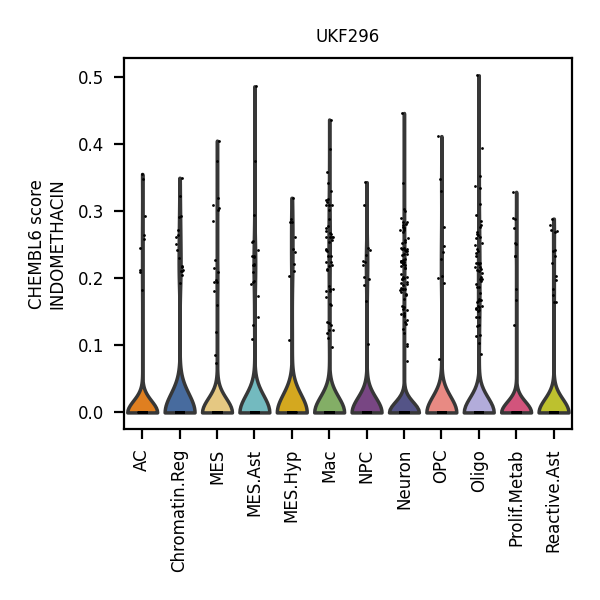 UKF296
CHEMBL6 score
INDOMETHACIN
0.5
0.4
0.3
0.2
0.1
0.0
AC
Chromatin.Reg
MES
MES.Ast
MES.Hyp
Mac
NPC
Neuron
OPC
Oligo
Prolif.Metab
Reactive.Ast